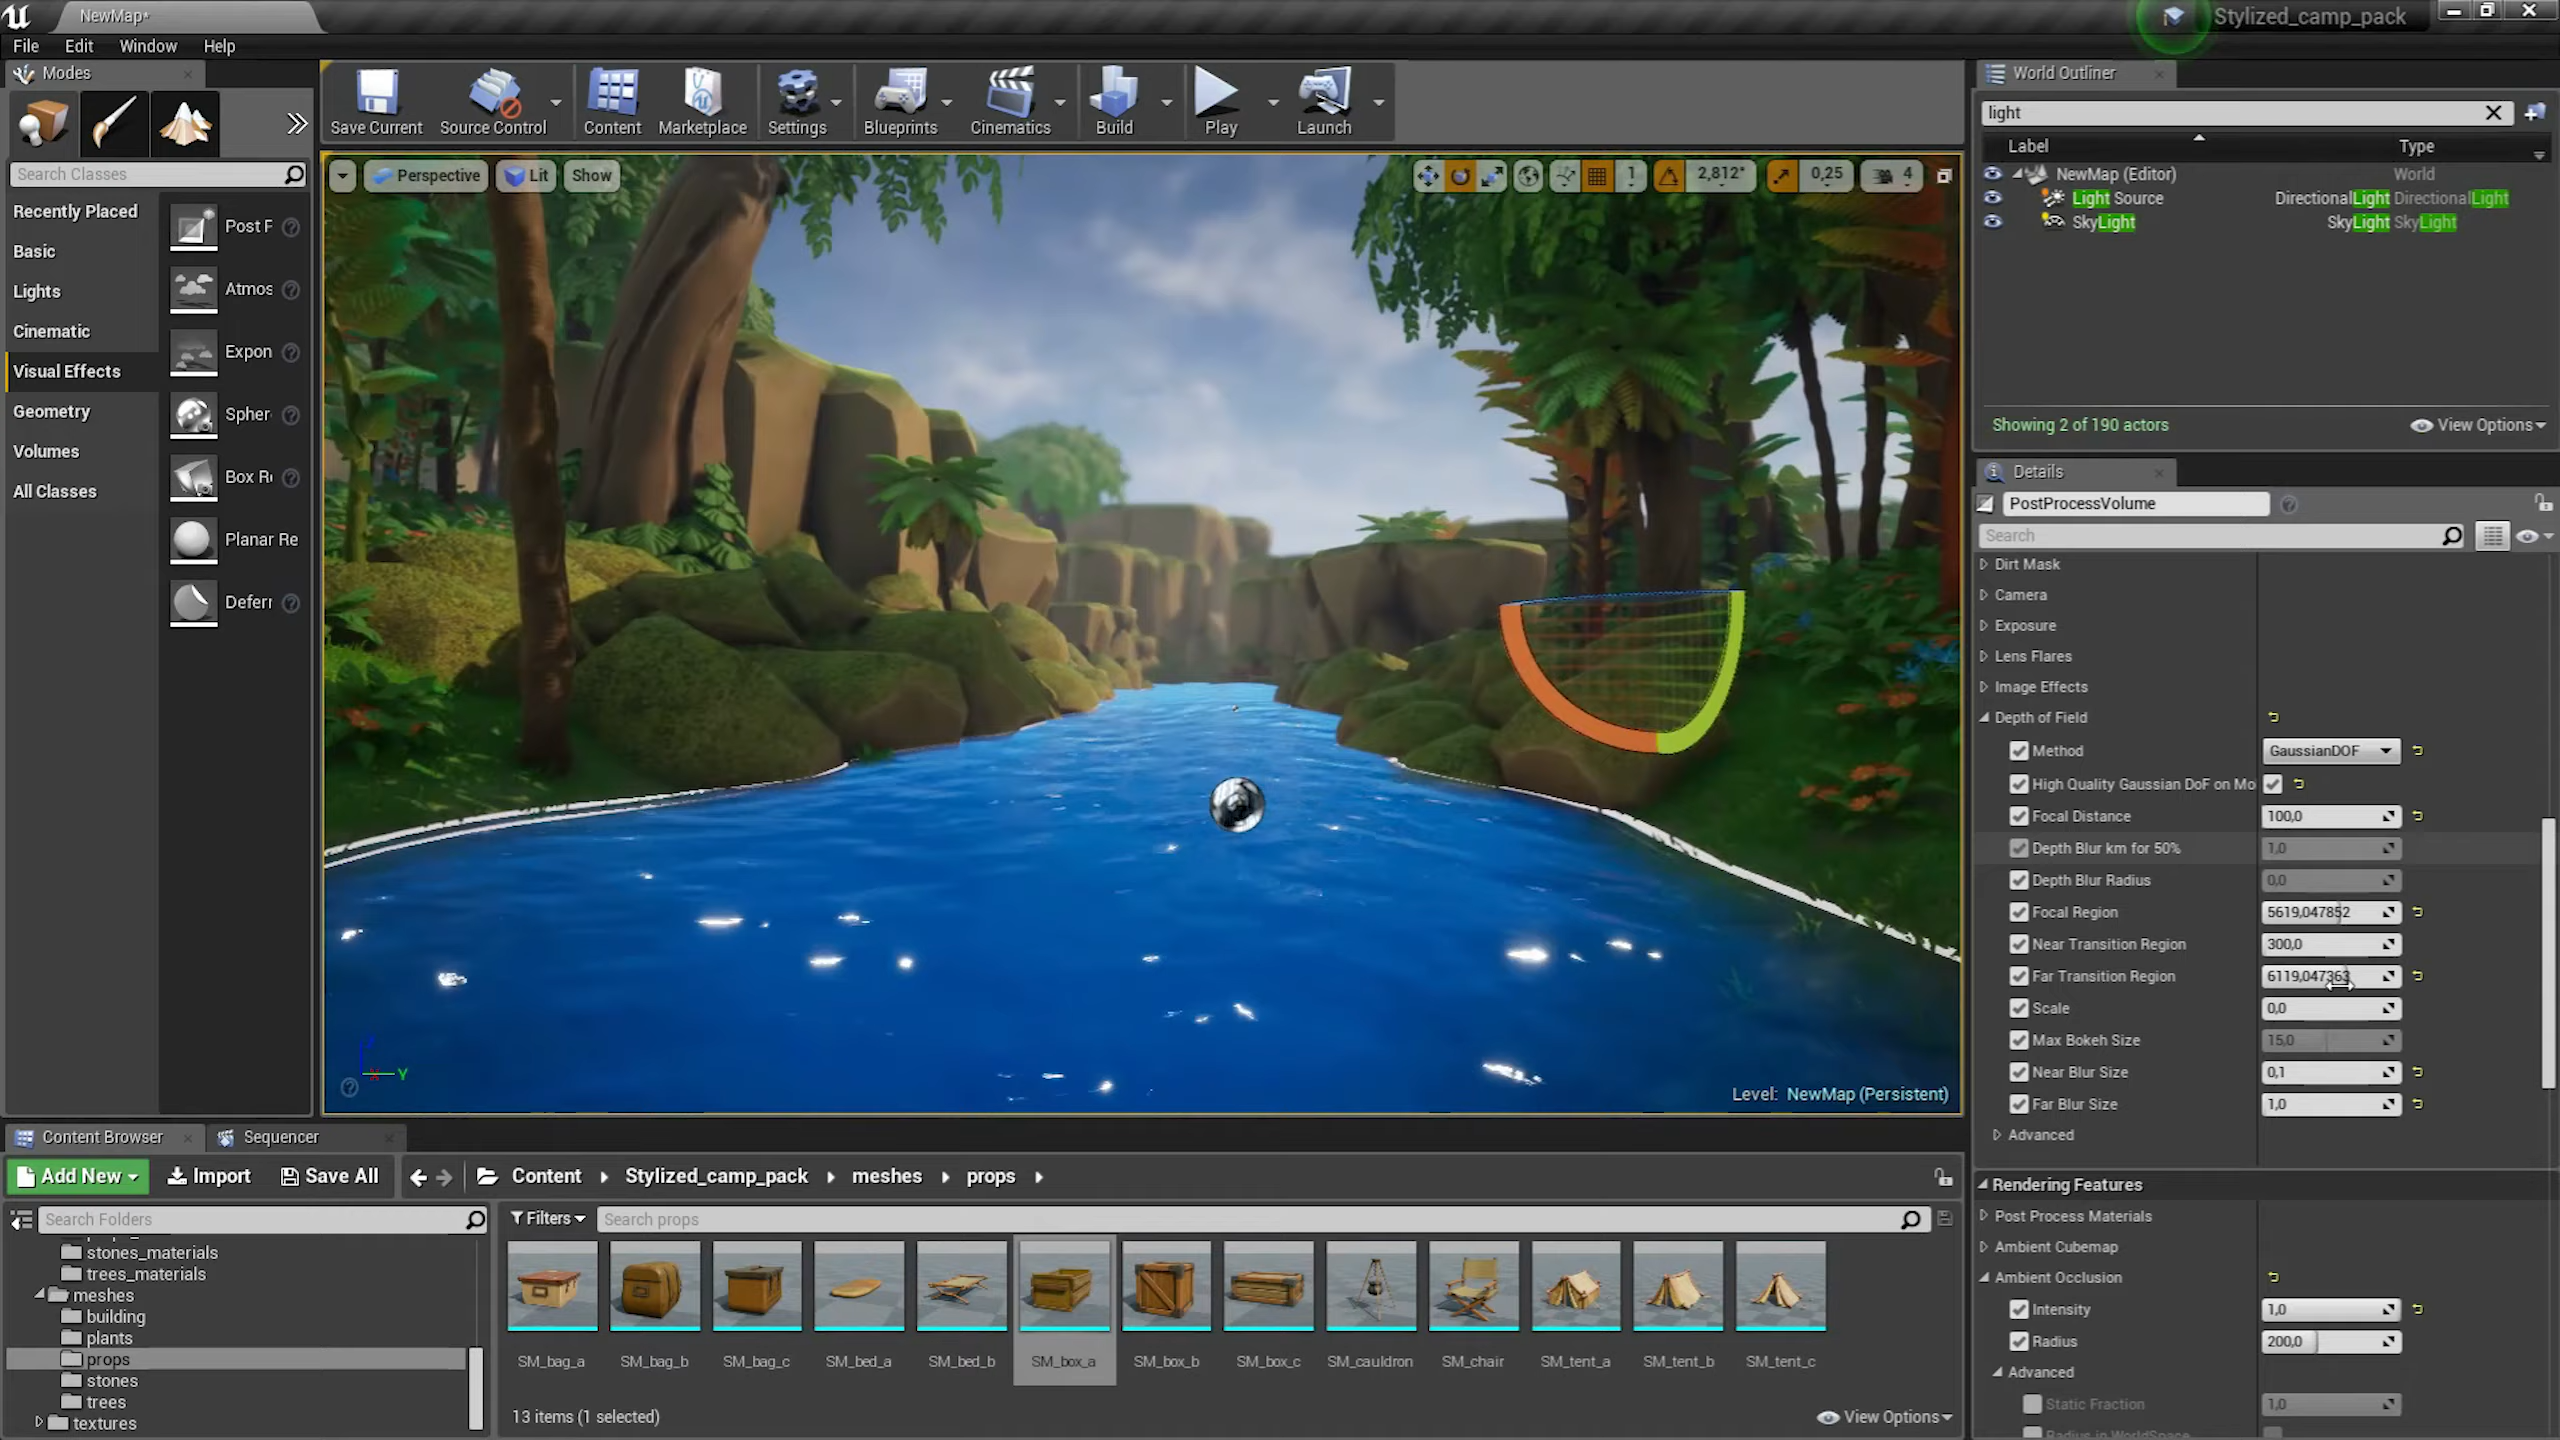 NewMap*
Stylized_camp_pack
File Edit Window Help
Modes
Search Classes
Recently Placed
Basic
Lights
Cinematic
Visual Effects
Geometry
Volumes
All Classes
Post F
Atmos
Expon
Spher
Box Re
Planar Re
Deferr
Save Current
Source Control
Content
Marketplace
Settings
Blueprints
Cinematics
Build
Play
Launch
Perspective
Lit
Show
1
2,812°
0,25
4
Y
Level: NewMap (Persistent)
World Outliner
light
Label Type
NewMap (Editor) World
Light Source DirectionalLight DirectionalLight
SkyLight SkyLight SkyLight
Showing 2 of 190 actors
View Options
Details
PostProcessVolume
Search
Dirt Mask
Camera
Exposure
Lens Flares
Image Effects
Depth of Field
Method GaussianDOF
High Quality Gaussian DoF on Mo
Focal Distance 100,0
Depth Blur km for 50% 1,0
Depth Blur Radius 0,0
Focal Region 5619,047852
Near Transition Region 300,0
Far Transition Region 6119,047363
Scale 0,0
Max Bokeh Size 15,0
Near Blur Size 0,1
Far Blur Size 1,0
Advanced
Rendering Features
Post Process Materials
Ambient Cubemap
Ambient Occlusion
Intensity 1,0
Radius 200,0
Advanced
Static Fraction 1,0
Radius in WorldSpace
Content Browser
Sequencer
Add New
Import
Save All
Content
Stylized_camp_pack
meshes
props
Search Folders
stones_materials
trees_materials
meshes
building
plants
props
stones
trees
textures
Filters
Search props
SM_bag_a
SM_bag_b
SM_bag_c
SM_bed_a
SM_bed_b
SM_box_a
SM_box_b
SM_box_c
SM_cauldron
SM_chair
SM_tent_a
SM_tent_b
SM_tent_c
13 items (1 selected)
View Options